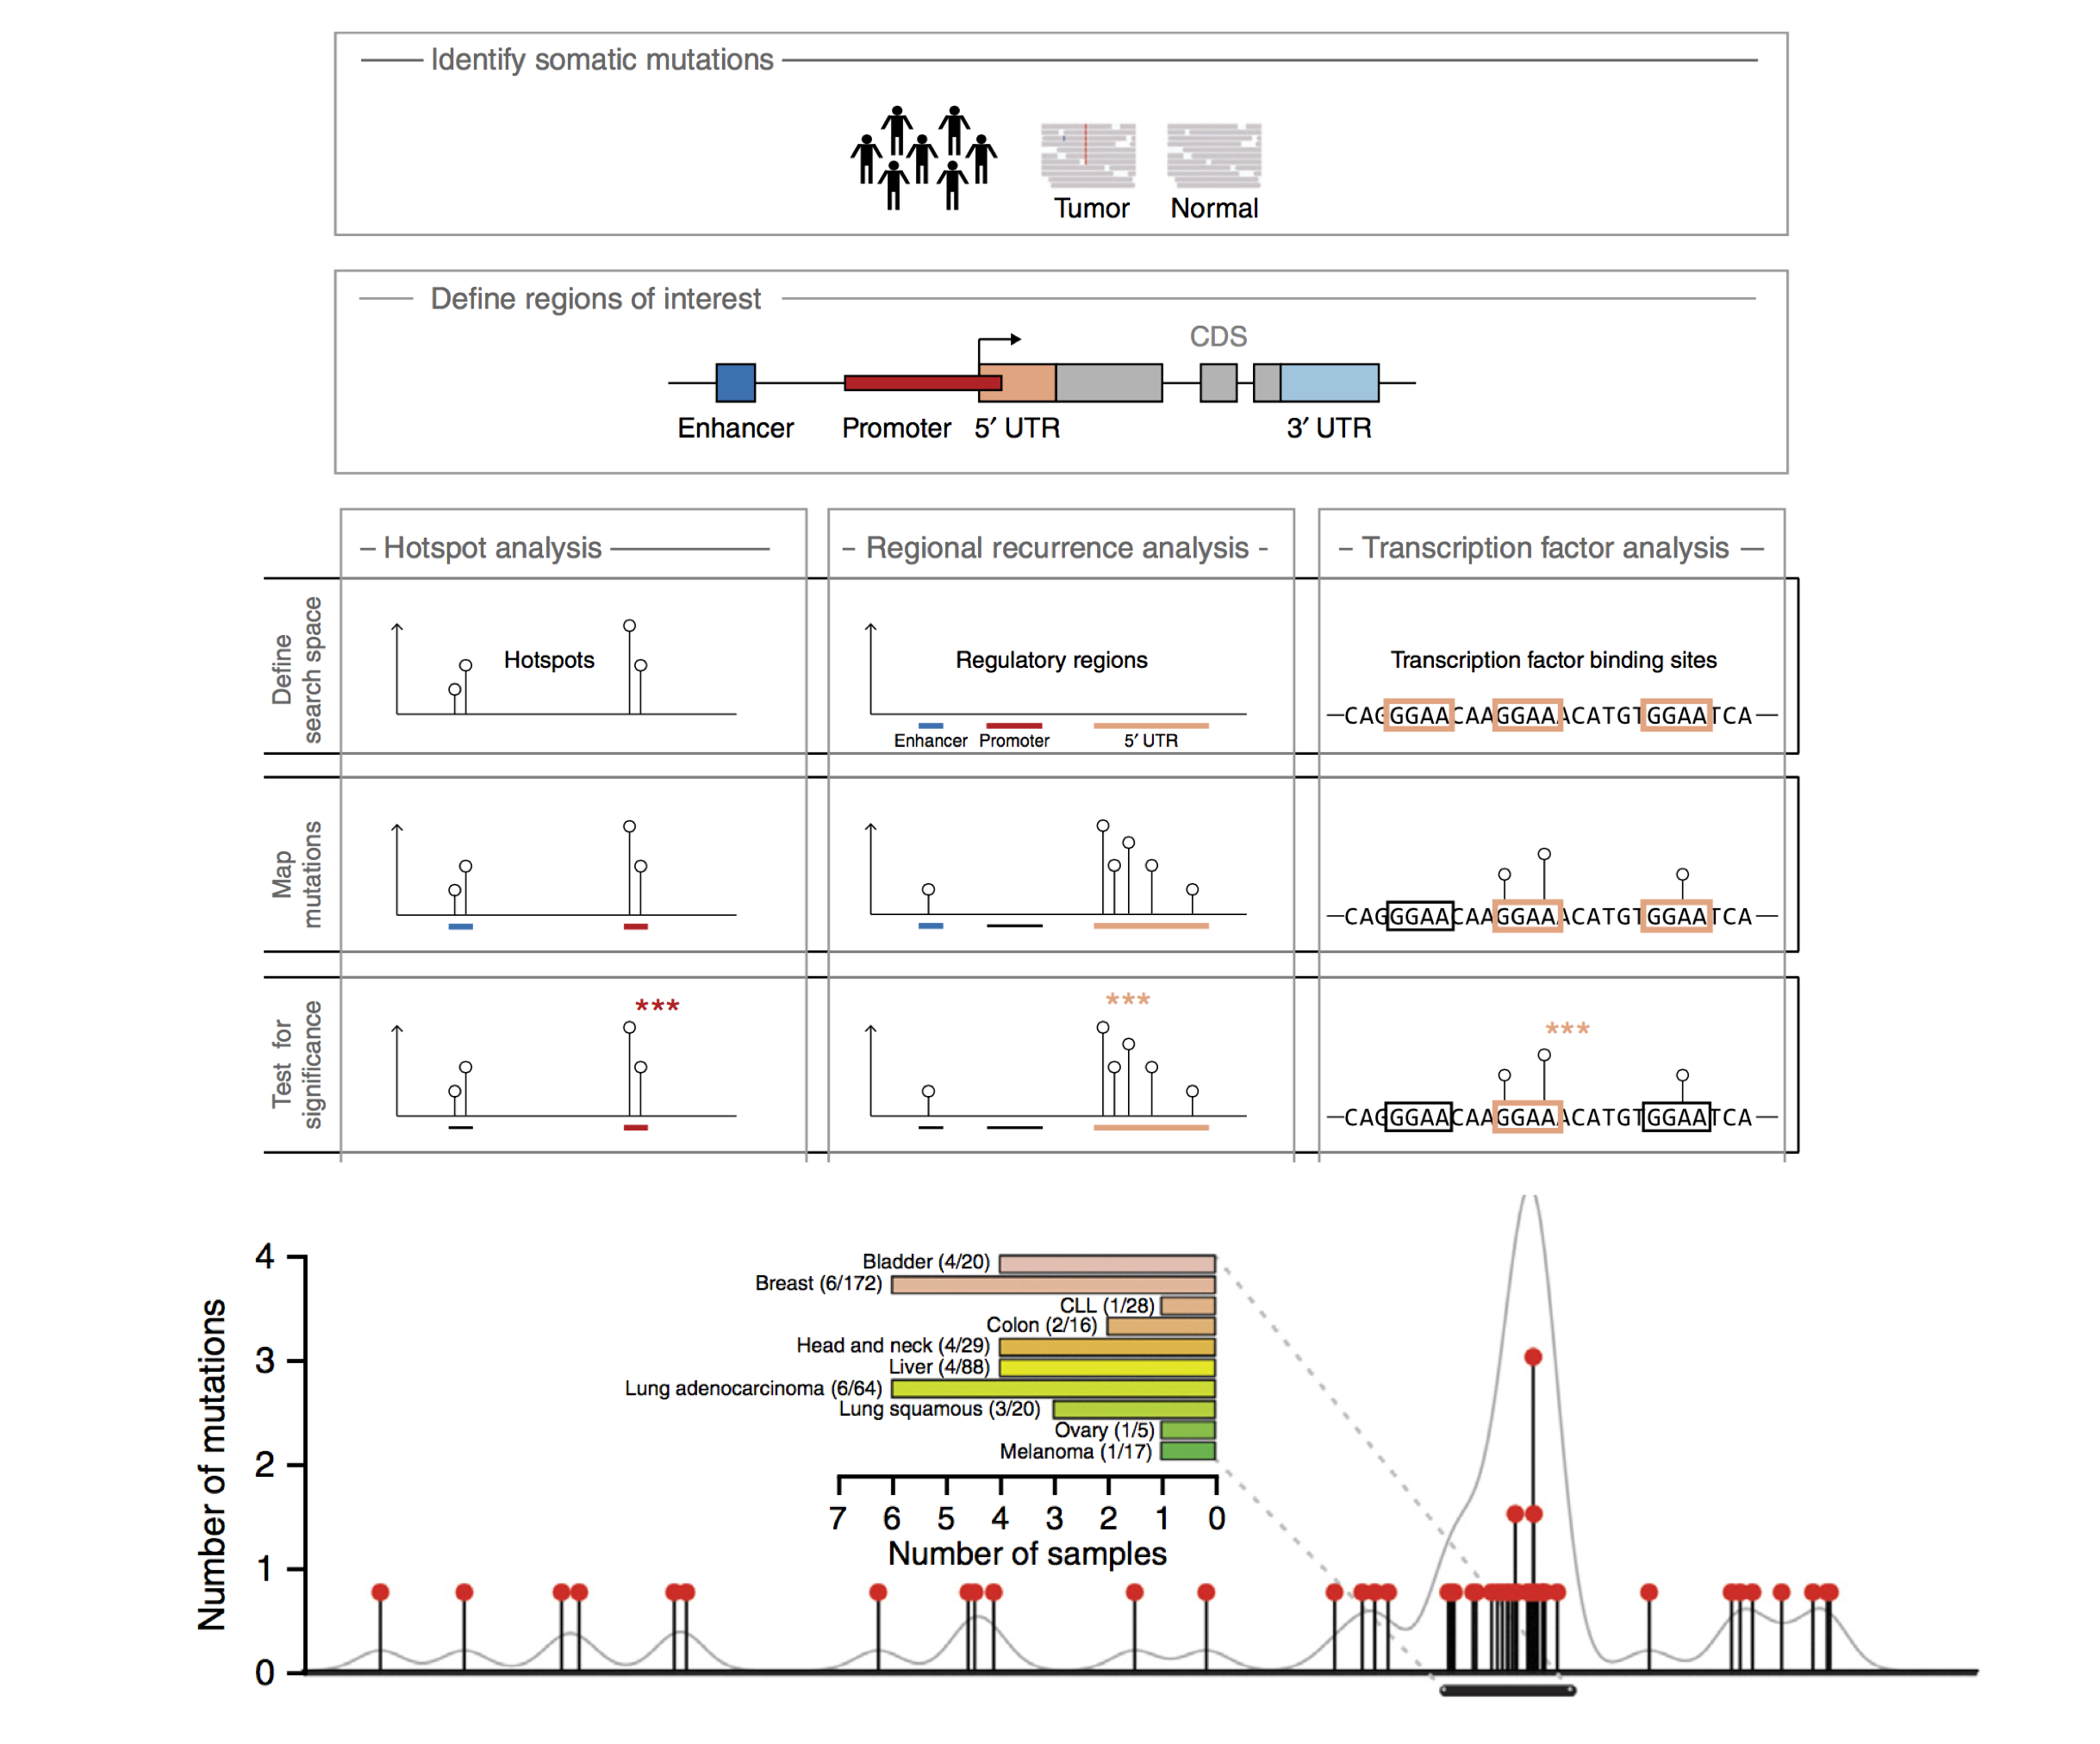 Identify somatic mutations
Tumor
Normal
Define regions of interest
CDS
Enhancer
Promoter
5′ UTR
3′ UTR
Hotspot analysis
Regional recurrence analysis
Transcription factor analysis
Define
search space
Hotspots
Regulatory regions
Enhancer
Promoter
5′ UTR
Transcription factor binding sites
CAGGGAACAAGGAAACATGTGGAATCA
Map
mutations
CAGGGAACAAGGAAACATGTGGAATCA
Test for
significance
***
***
***
CAGGGAACAAGGAAACATGTGGAATCA
Number of mutations
4
3
2
1
0
Bladder (4/20)
Breast (6/172)
CLL (1/28)
Colon (2/16)
Head and neck (4/29)
Liver (4/88)
Lung adenocarcinoma (6/64)
Lung squamous (3/20)
Ovary (1/5)
Melanoma (1/17)
7 6 5 4 3 2 1 0
Number of samples